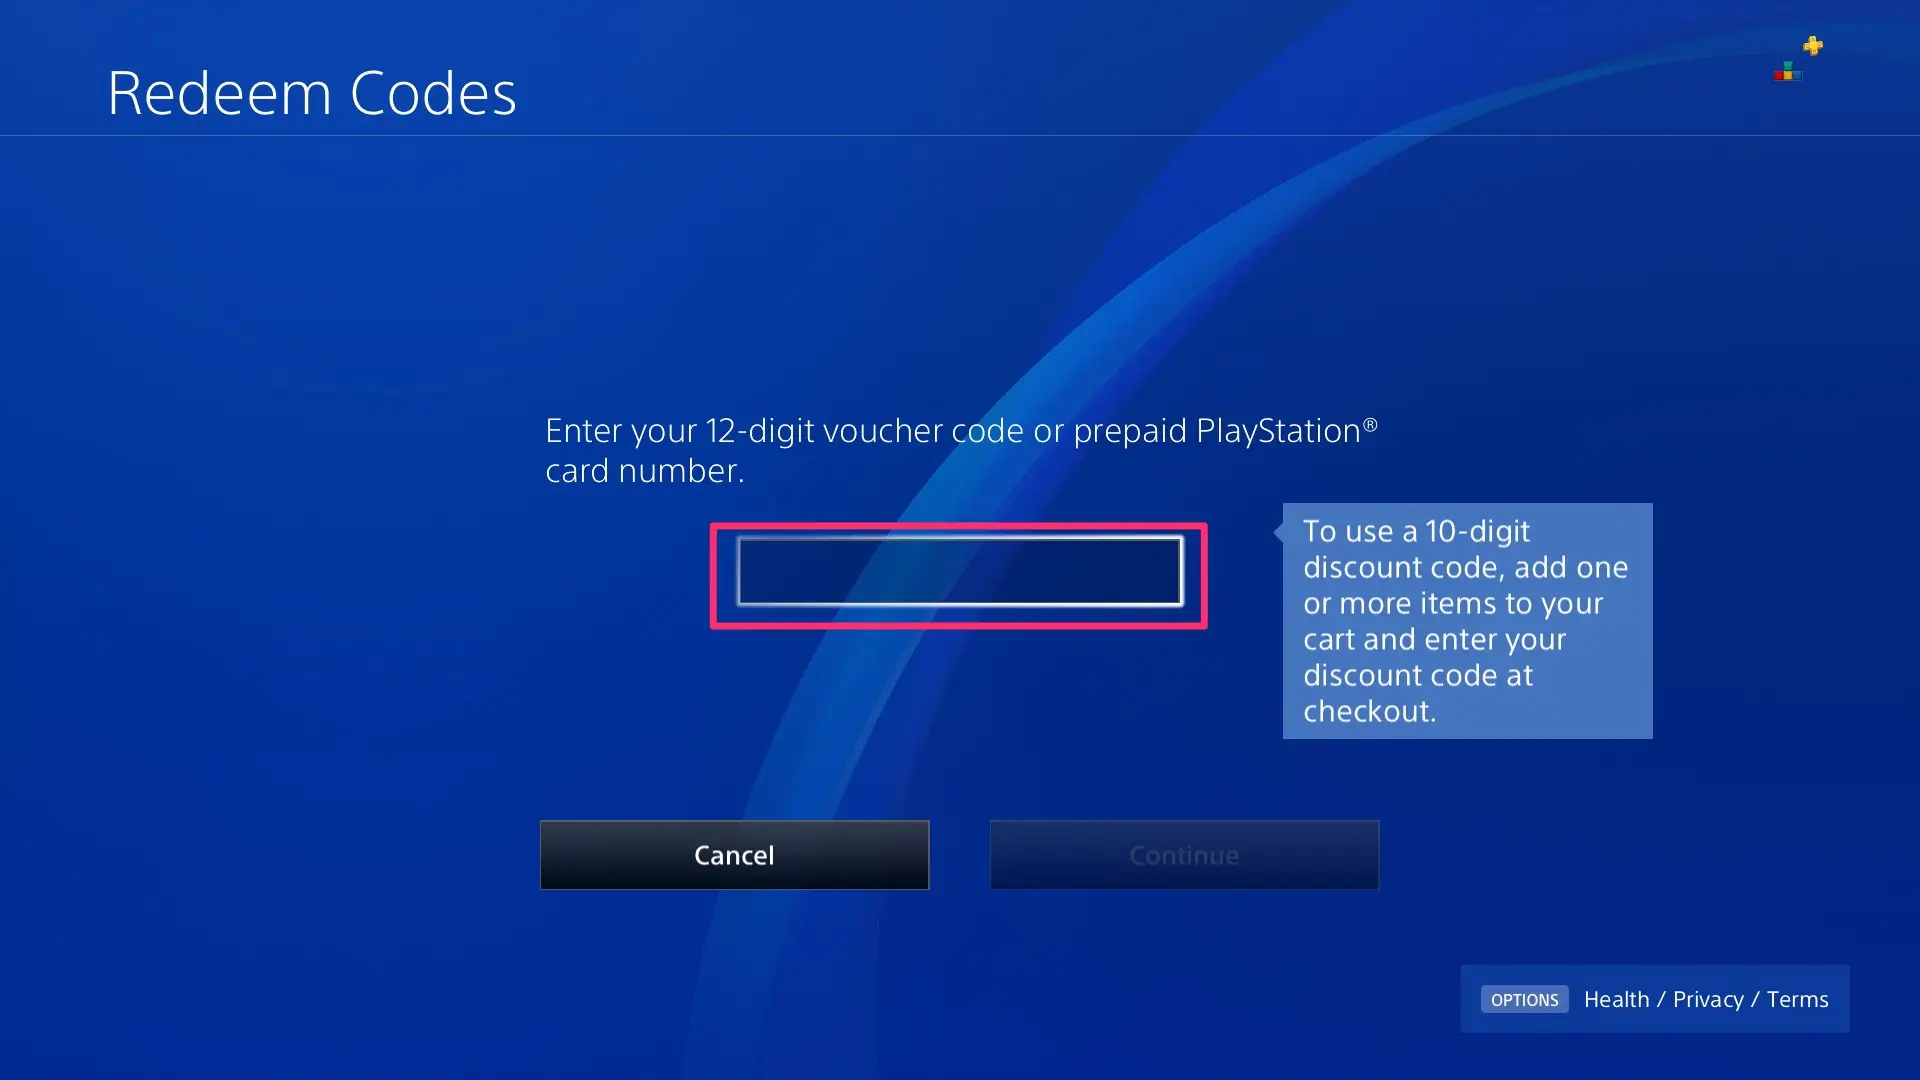 Redeem Codes
Enter your 12-digit voucher code or prepaid PlayStation®
card number.
To use a 10-digit
discount code, add one
or more items to your
cart and enter your
discount code at
checkout.
Cancel
Continue
OPTIONS Health / Privacy / Terms